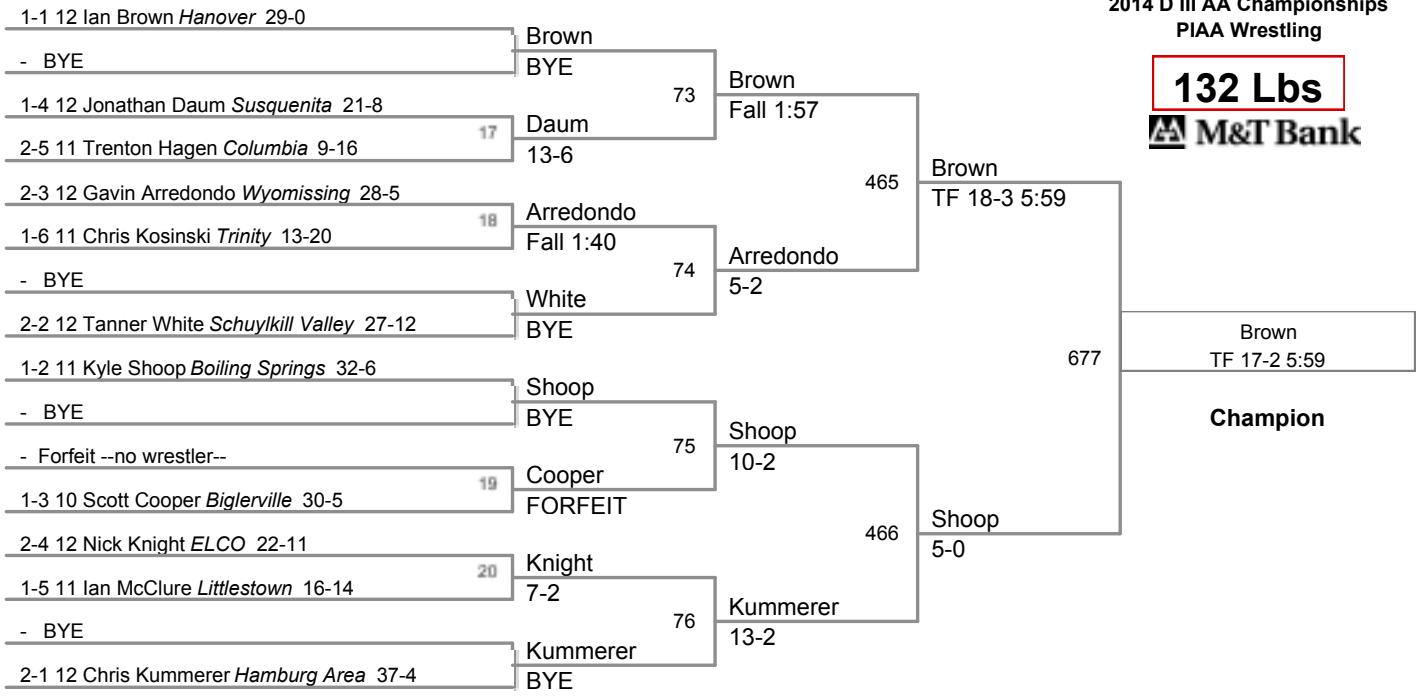 2014 D III AA Championships
PIAA Wrestling
132 Lbs
M&T Bank
1-1 12 Ian Brown Hanover 29-0
- BYE
1-4 12 Jonathan Daum Susquenita 21-8
2-5 11 Trenton Hagen Columbia 9-16
2-3 12 Gavin Arredondo Wyomissing 28-5
1-6 11 Chris Kosinski Trinity 13-20
- BYE
2-2 12 Tanner White Schuylkill Valley 27-12
1-2 11 Kyle Shoop Boiling Springs 32-6
- BYE
- Forfeit --no wrestler--
1-3 10 Scott Cooper Biglerville 30-5
2-4 12 Nick Knight ELCO 22-11
1-5 11 Ian McClure Littlestown 16-14
- BYE
2-1 12 Chris Kummerer Hamburg Area 37-4
Brown
BYE
17
Daum
13-6
18
Arredondo
Fall 1:40
White
BYE
Shoop
BYE
19
Cooper
FORFEIT
20
Knight
7-2
Kummerer
BYE
73
Brown
Fall 1:57
74
Arredondo
5-2
75
Shoop
10-2
76
Kummerer
13-2
465
Brown
TF 18-3 5:59
466
Shoop
5-0
677
Brown
TF 17-2 5:59
Champion